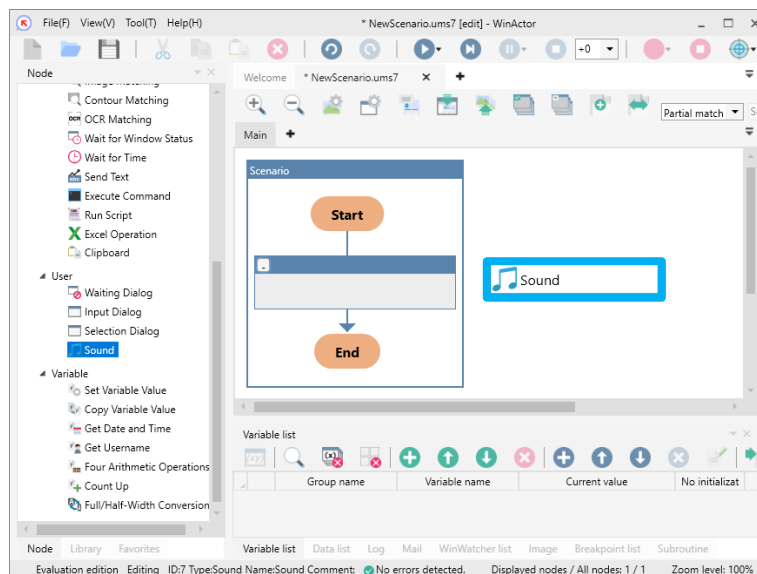 File(F) View(V) Tool(T) Help(H)
* NewScenario.ums7 [edit] - WinActor
+0
Node
Contour Matching
OCR Matching
Wait for Window Status
Wait for Time
Send Text
Execute Command
Run Script
Excel Operation
Clipboard
User
Waiting Dialog
Input Dialog
Selection Dialog
Sound
Variable
Set Variable Value
Copy Variable Value
Get Date and Time
Get Username
Four Arithmetic Operations
Count Up
Full/Half-Width Conversion
Node Library Favorites
Welcome * NewScenario.ums7
Partial match
Main
Scenario
Start
Sound
End
Variable list
Group name Variable name Current value No initializat
Variable list Data list Log Mail WinWatcher list Image Breakpoint list Subroutine
Evaluation edition Editing ID:7 Type:Sound Name:Sound Comment: No errors detected. Displayed nodes / All nodes: 1 / 1 Zoom level: 100%